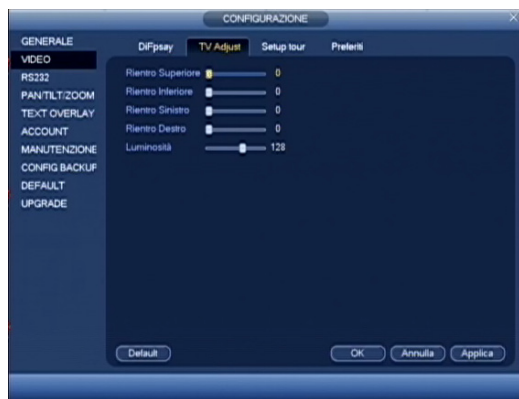 CONFIGURAZIONE
GENERALE
VIDEO
RS232
PAN/TILT/ZOOM
TEXT OVERLAY
ACCOUNT
MANUTENZIONE
CONFIG BACKUP
DEFAULT
UPGRADE
DiFpsay TV Adjust Setup tour Preferiti
Rientro Superiore 0
Rientro Inferiore 0
Rientro Sinistro 0
Rientro Destro 0
Luminosità 128
Default OK Annulla Applica